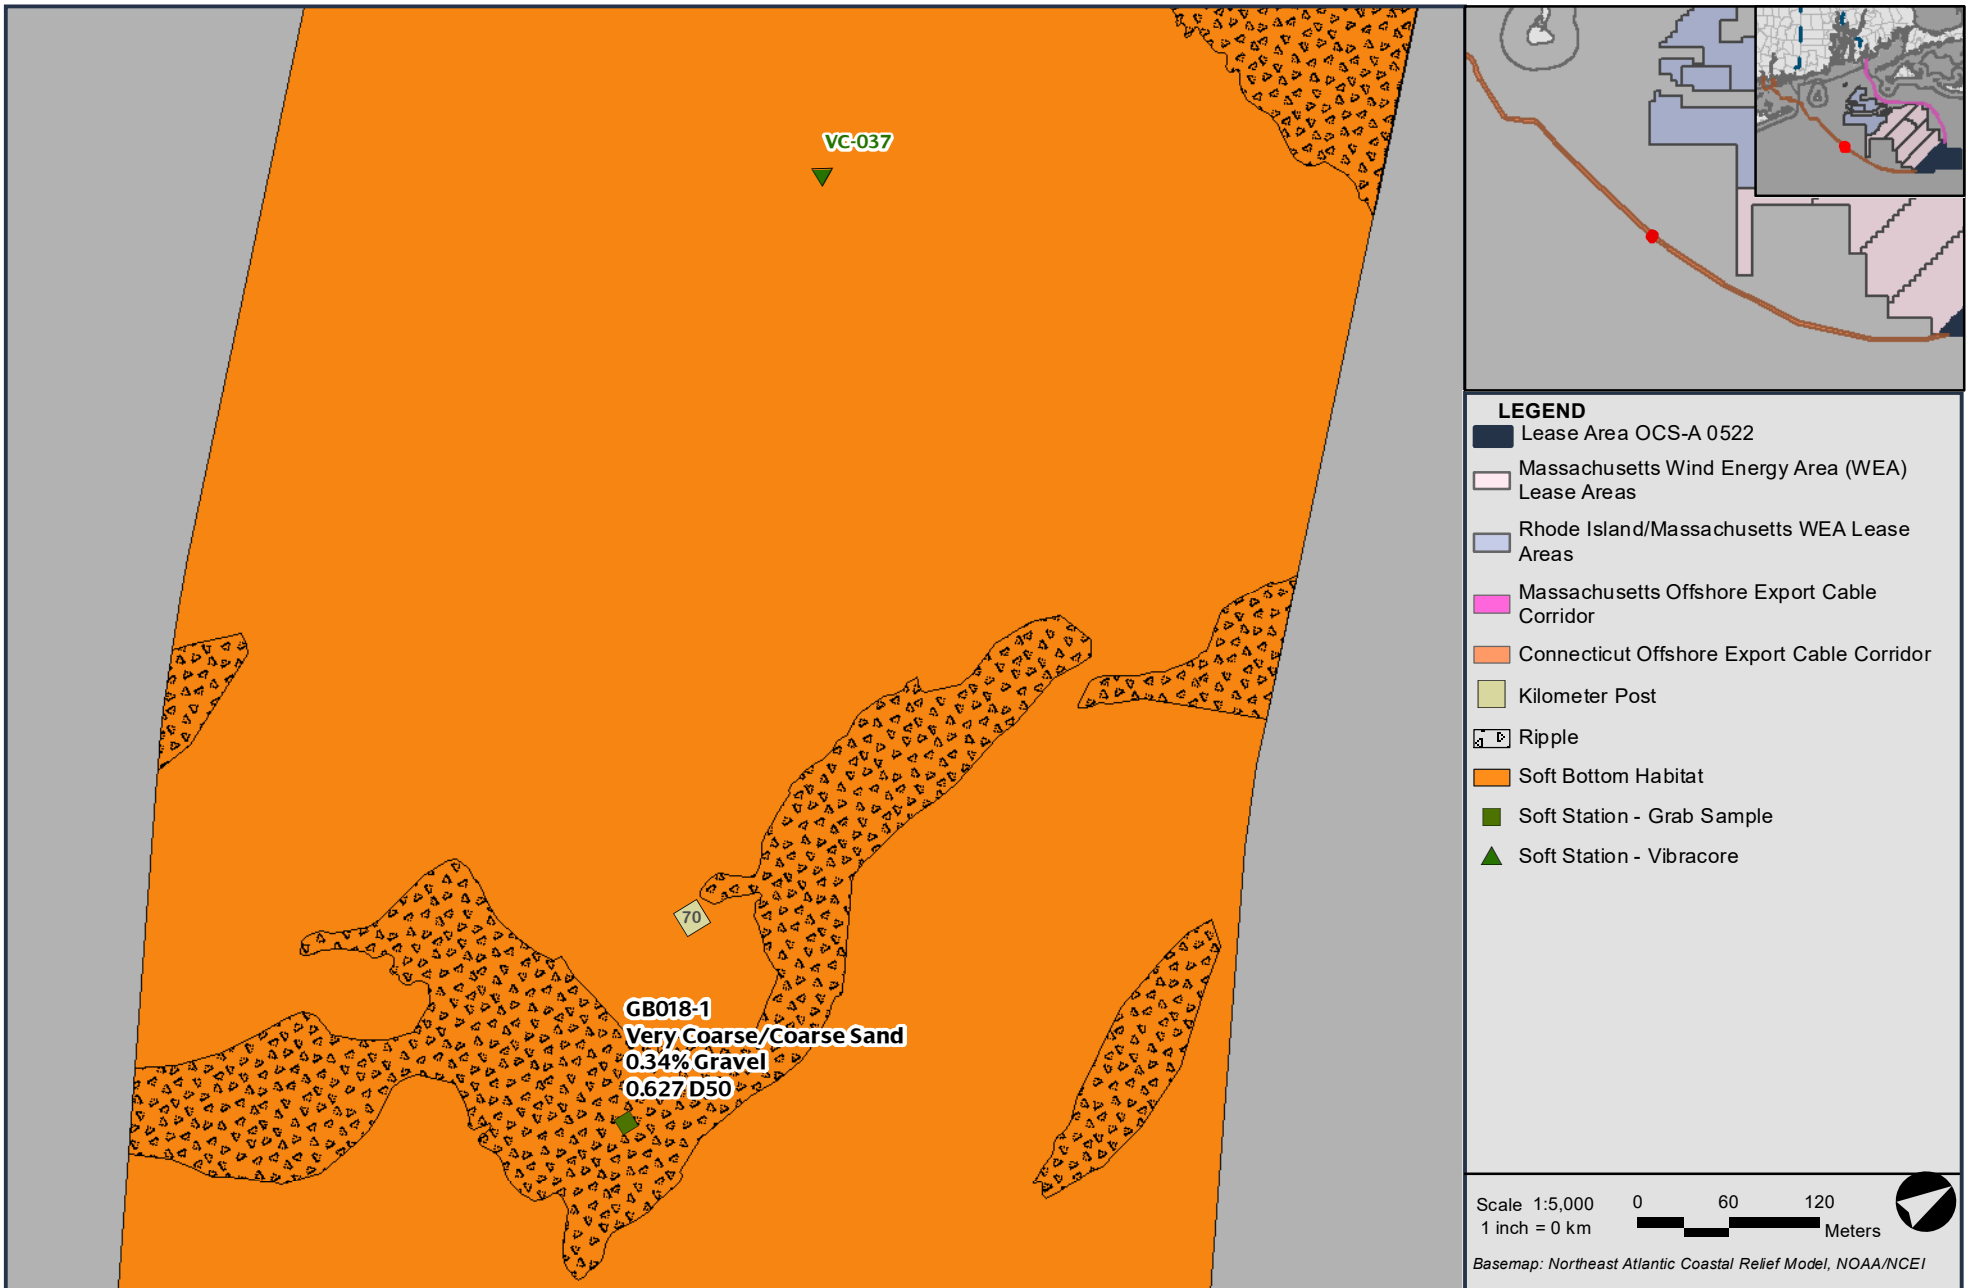 VC-037
70
GB018-1
Very Coarse/Coarse Sand
0.34% Gravel
0.627 D50
LEGEND
Lease Area OCS-A 0522
Massachusetts Wind Energy Area (WEA)
Lease Areas
Rhode Island/Massachusetts WEA Lease
Areas
Massachusetts Offshore Export Cable
Corridor
Connecticut Offshore Export Cable Corridor
Kilometer Post
Ripple
Soft Bottom Habitat
Soft Station - Grab Sample
Soft Station - Vibracore
Scale 1:5,000
1 inch = 0 km
0 60 120
Meters
Basemap: Northeast Atlantic Coastal Relief Model, NOAA/NCEI